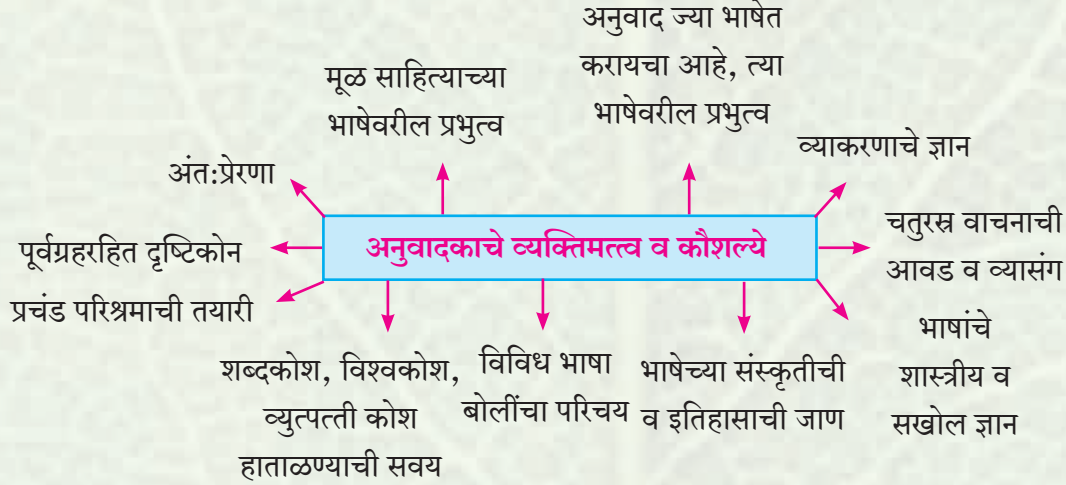 अनुवाद ज्या भाषेत
करायचा आहे, त्या
भाषेवरील प्रभुत्व
मूळ साहित्याच्या
भाषेवरील प्रभुत्व
व्याकरणाचे ज्ञान
अंत:प्रेरणा
चतुरस्र वाचनाची
आवड व व्यासंग
अनुवादकाचे व्यक्तिमत्त्व व कौशल्ये
पूर्वग्रहरहित दृष्टिकोन
प्रचंड परिश्रमाची तयारी
भाषांचे
शास्त्रीय व
सखोल ज्ञान
शब्दकोश, विश्वकोश,
व्युत्पत्ती कोश
हाताळण्याची सवय
विविध भाषा
बोलींचा परिचय
भाषेच्या संस्कृतीची
व इतिहासाची जाण